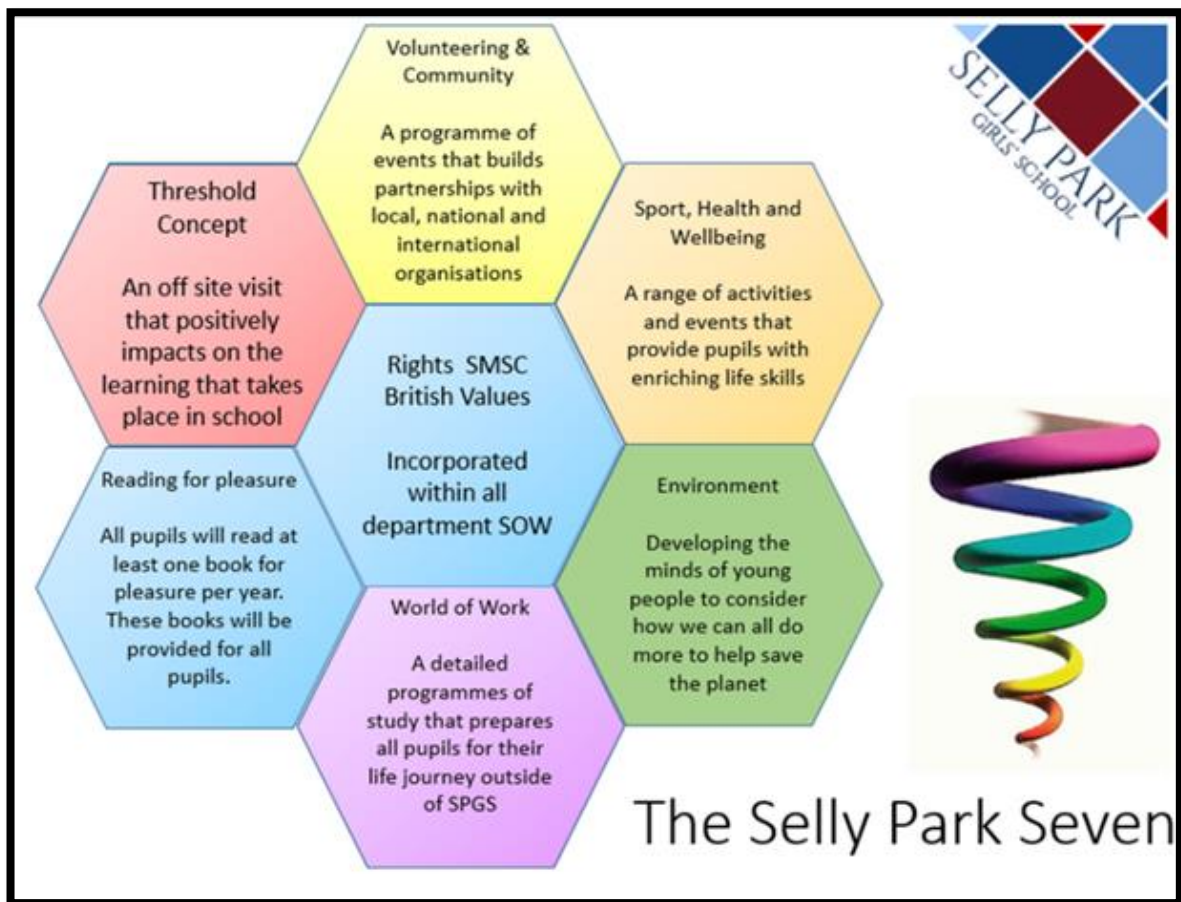 Volunteering &
Community
A programme of
events that builds
partnerships with
local, national and
international
organisations
SELLY PARK
GIRLS' SCHOOL
Threshold
Concept
An off site visit
that positively
impacts on the
learning that takes
place in school
Sport, Health and
Wellbeing
A range of activities
and events that
provide pupils with
enriching life skills
Rights SMSC
British Values
Incorporated
within all
department SOW
Reading for pleasure
All pupils will read at
least one book for
pleasure per year.
These books will be
provided for all
pupils.
Environment
Developing the
minds of young
people to consider
how we can all do
more to help save
the planet
World of Work
A detailed
programmes of
study that prepares
all pupils for their
life journey outside
of SPGS
The Selly Park Seven